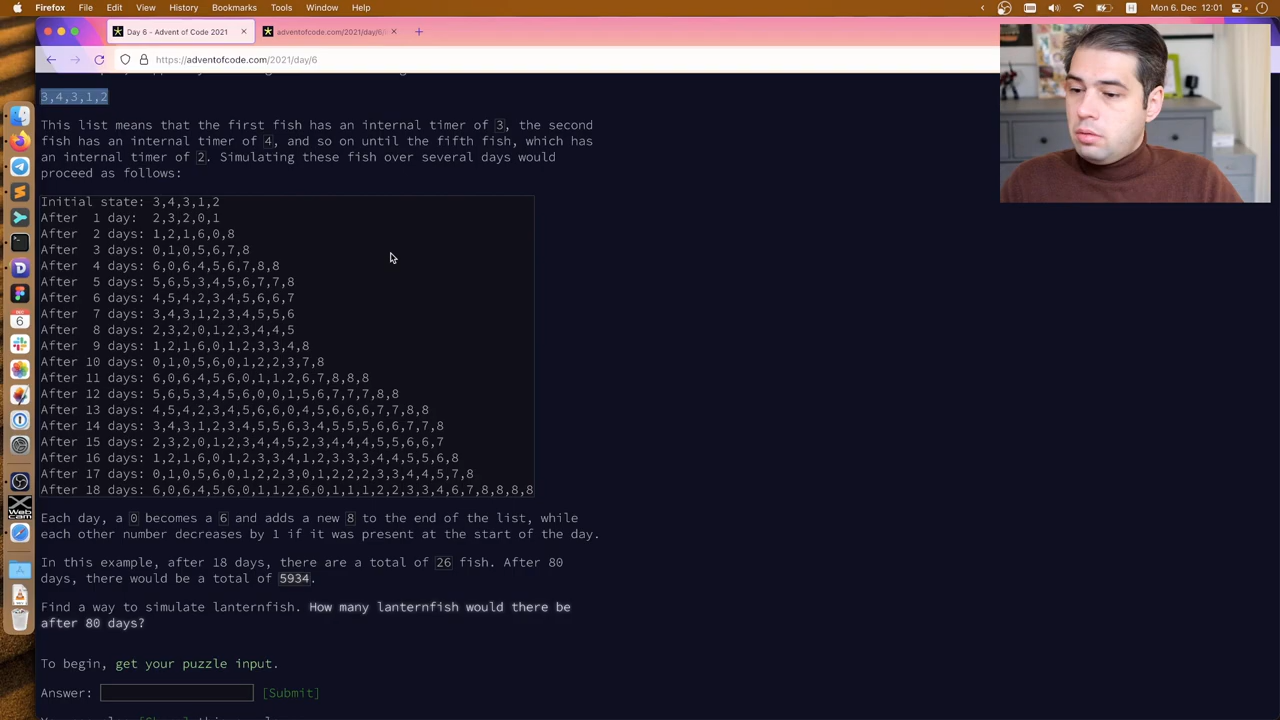 Firefox File Edit View History Bookmarks Tools Window Help Mon 6. Dec 12:01
Day 6 - Advent of Code 2021 adventofcode.com/2021/day/6/
https://adventofcode.com/2021/day/6
3,4,3,1,2
This list means that the first fish has an internal timer of 3, the second
fish has an internal timer of 4, and so on until the fifth fish, which has
an internal timer of 2. Simulating these fish over several days would
proceed as follows:
Initial state: 3,4,3,1,2
After 1 day: 2,3,2,0,1
After 2 days: 1,2,1,6,0,8
After 3 days: 0,1,0,5,6,7,8
After 4 days: 6,0,6,4,5,6,7,8,8
After 5 days: 5,6,5,3,4,5,6,7,7,8
After 6 days: 4,5,4,2,3,4,5,6,6,7
After 7 days: 3,4,3,1,2,3,4,5,5,6
After 8 days: 2,3,2,0,1,2,3,4,4,5
After 9 days: 1,2,1,6,0,1,2,3,3,4,8
After 10 days: 0,1,0,5,6,0,1,2,2,3,7,8
After 11 days: 6,0,6,4,5,6,0,1,1,2,6,7,8,8,8
After 12 days: 5,6,5,3,4,5,6,0,0,1,5,6,7,7,7,8,8
After 13 days: 4,5,4,2,3,4,5,6,6,0,4,5,6,6,6,7,7,8,8
After 14 days: 3,4,3,1,2,3,4,5,5,6,3,4,5,5,5,6,6,7,7,8
After 15 days: 2,3,2,0,1,2,3,4,4,5,2,3,4,4,4,5,5,6,6,7
After 16 days: 1,2,1,6,0,1,2,3,3,4,1,2,3,3,3,4,4,5,5,6,8
After 17 days: 0,1,0,5,6,0,1,2,2,3,0,1,2,2,2,3,3,4,4,5,7,8
After 18 days: 6,0,6,4,5,6,0,1,1,2,6,0,1,1,1,2,2,3,3,4,6,7,8,8,8,8
Each day, a 0 becomes a 6 and adds a new 8 to the end of the list, while
each other number decreases by 1 if it was present at the start of the day.
In this example, after 18 days, there are a total of 26 fish. After 80
days, there would be a total of 5934.
Find a way to simulate lanternfish. How many lanternfish would there be
after 80 days?
To begin, get your puzzle input.
Answer: [Submit]